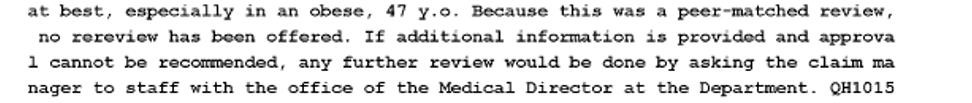 at best, especially in an obese, 47 y.o. Because this was a peer-matched review,
no rereview has been offered. If additional information is provided and approva
l cannot be recommended, any further review would be done by asking the claim ma
nager to staff with the office of the Medical Director at the Department. QH1015